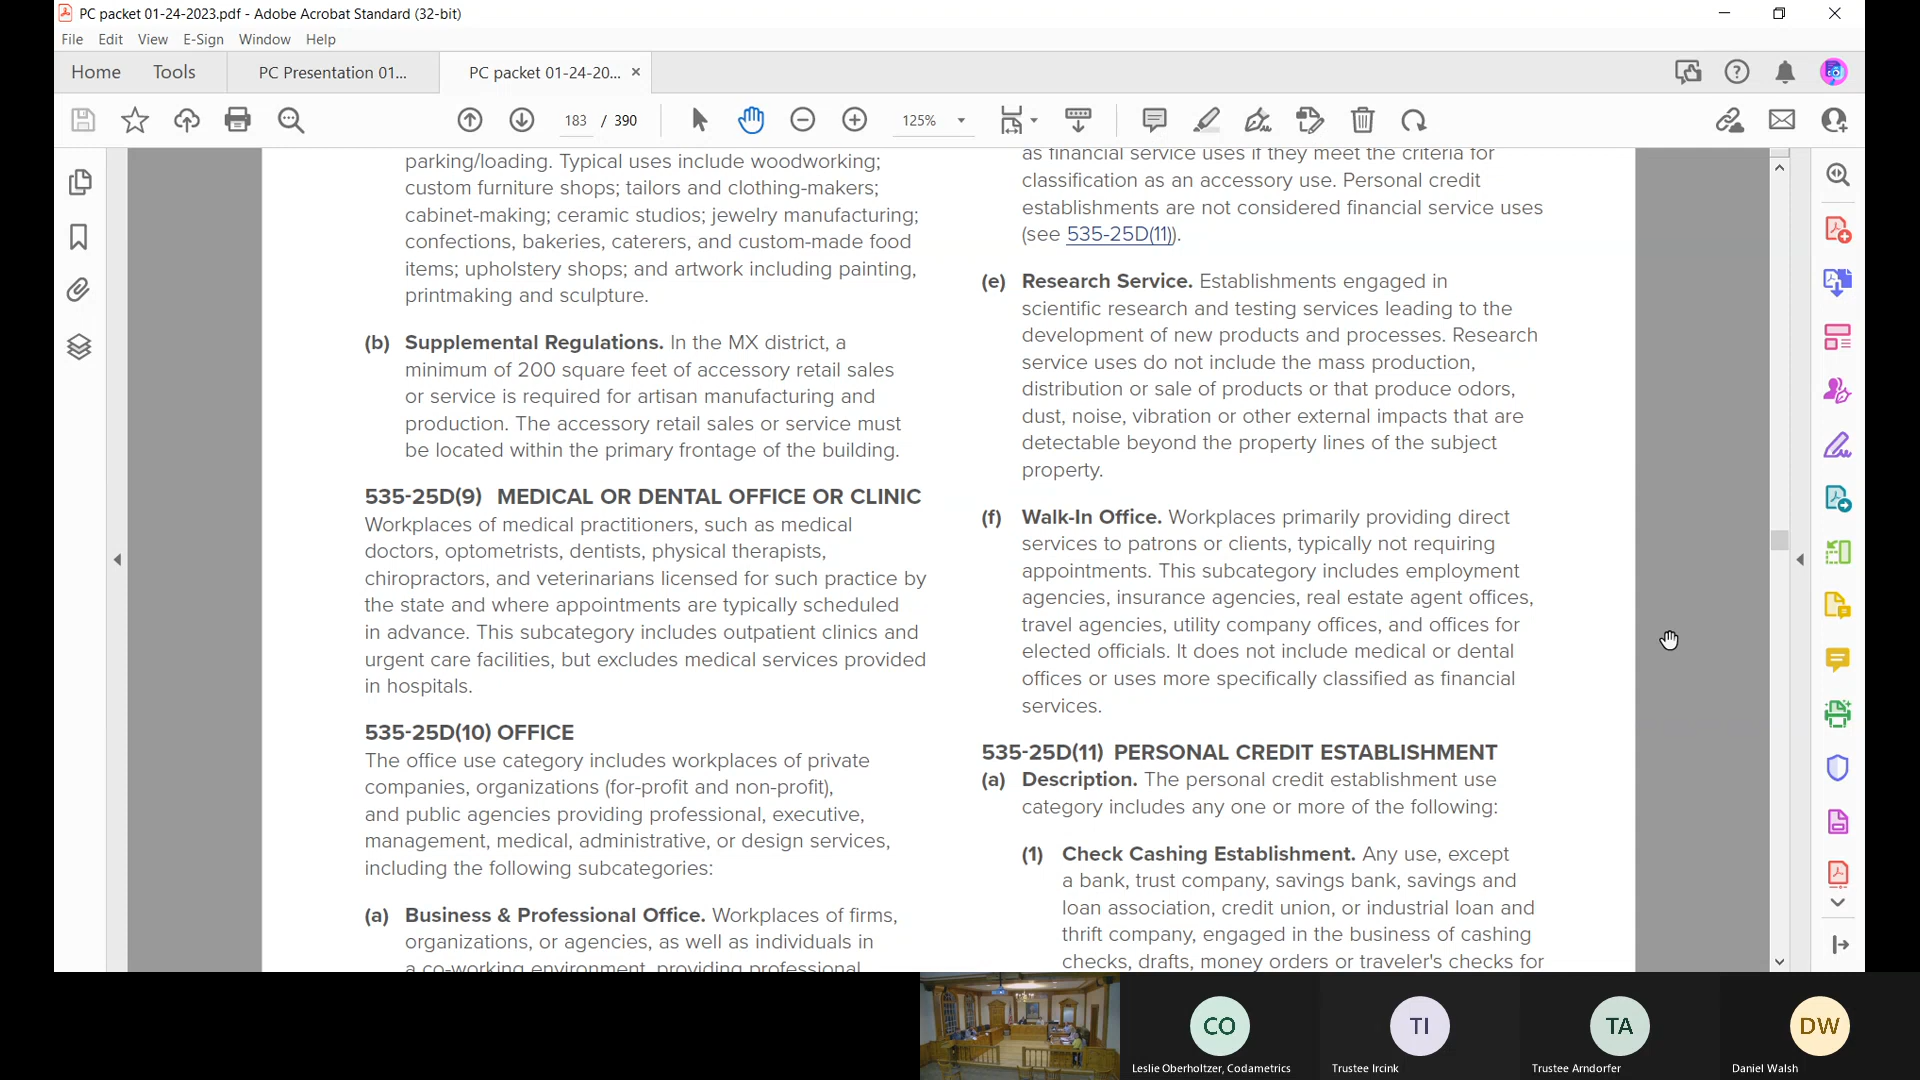 PC packet 01-24-2023.pdf - Adobe Acrobat Standard (32-bit)
File Edit View E-Sign Window Help
Home Tools PC Presentation 01... PC packet 01-24-20... ×
183 / 390 125%
parking/loading. Typical uses include woodworking;
custom furniture shops; tailors and clothing-makers;
cabinet-making; ceramic studios; jewelry manufacturing;
confections, bakeries, caterers, and custom-made food
items; upholstery shops; and artwork including painting,
printmaking and sculpture.
(b) Supplemental Regulations. In the MX district, a
minimum of 200 square feet of accessory retail sales
or service is required for artisan manufacturing and
production. The accessory retail sales or service must
be located within the primary frontage of the building.
535-25D(9) MEDICAL OR DENTAL OFFICE OR CLINIC
Workplaces of medical practitioners, such as medical
doctors, optometrists, dentists, physical therapists,
chiropractors, and veterinarians licensed for such practice by
the state and where appointments are typically scheduled
in advance. This subcategory includes outpatient clinics and
urgent care facilities, but excludes medical services provided
in hospitals.
535-25D(10) OFFICE
The office use category includes workplaces of private
companies, organizations (for-profit and non-profit),
and public agencies providing professional, executive,
management, medical, administrative, or design services,
including the following subcategories:
(a) Business & Professional Office. Workplaces of firms,
organizations, or agencies, as well as individuals in
a co-working environment, providing professional
as financial service uses if they meet the criteria for
classification as an accessory use. Personal credit
establishments are not considered financial service uses
(see 535-25D(11)).
(e) Research Service. Establishments engaged in
scientific research and testing services leading to the
development of new products and processes. Research
service uses do not include the mass production,
distribution or sale of products or that produce odors,
dust, noise, vibration or other external impacts that are
detectable beyond the property lines of the subject
property.
(f) Walk-In Office. Workplaces primarily providing direct
services to patrons or clients, typically not requiring
appointments. This subcategory includes employment
agencies, insurance agencies, real estate agent offices,
travel agencies, utility company offices, and offices for
elected officials. It does not include medical or dental
offices or uses more specifically classified as financial
services.
535-25D(11) PERSONAL CREDIT ESTABLISHMENT
(a) Description. The personal credit establishment use
category includes any one or more of the following:
(1) Check Cashing Establishment. Any use, except
a bank, trust company, savings bank, savings and
loan association, credit union, or industrial loan and
thrift company, engaged in the business of cashing
checks, drafts, money orders or traveler's checks for
CO TI TA DW
Leslie Oberholtzer, Codametrics Trustee Ircink Trustee Arndorfer Daniel Walsh